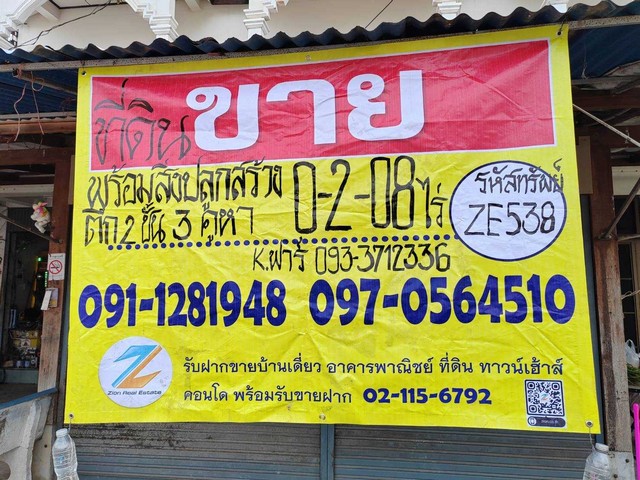 ที่ดิน ขาย
พร้อมสิ่งปลูกสร้าง 0-2-08 ไร่
ตึก 2 ชั้น 3 คูหา
รหัสทรัพย์
ZE538
K.ฟาร์ 093-3712336
091-1281948 097-0564510
Zion Real Estate
รับฝากขายบ้านเดี่ยว อาคารพาณิชย์ ที่ดิน ทาวน์เฮ้าส์
คอนโด พร้อมรับขายฝาก 02-115-6792